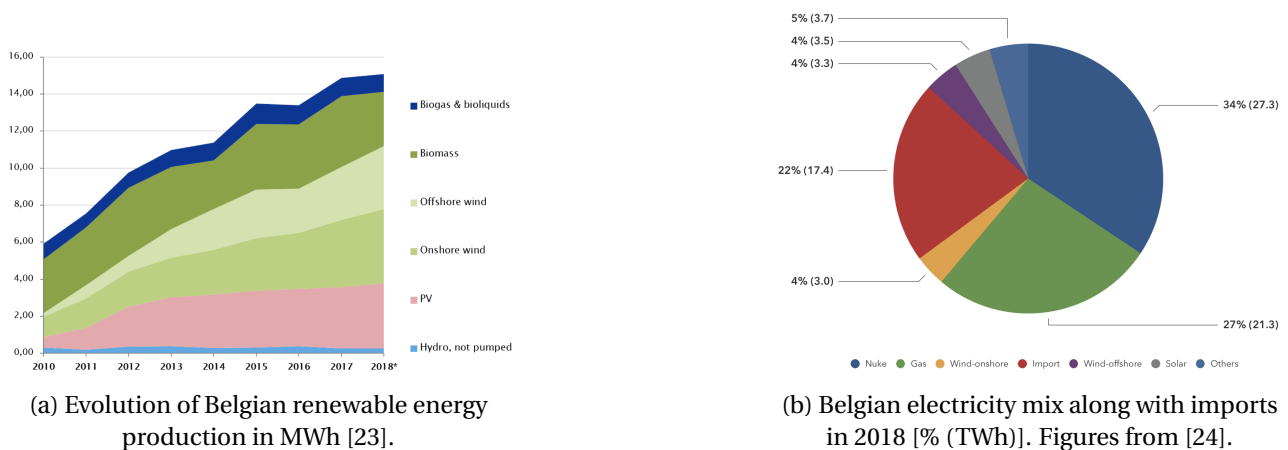 16,00
14,00
12,00
10,00
8,00
6,00
4,00
2,00
0,00
2010 2011 2012 2013 2014 2015 2016 2017 2018*
Biogas & bioliquids
Biomass
Offshore wind
Onshore wind
PV
Hydro, not pumped
(a) Evolution of Belgian renewable energy
production in MWh [23].
5% (3.7)
4% (3.5)
4% (3.3)
34% (27.3)
22% (17.4)
4% (3.0)
27% (21.3)
Nuke Gas Wind-onshore Import Wind-offshore Solar Others
(b) Belgian electricity mix along with imports
in 2018 [% (TWh)]. Figures from [24].